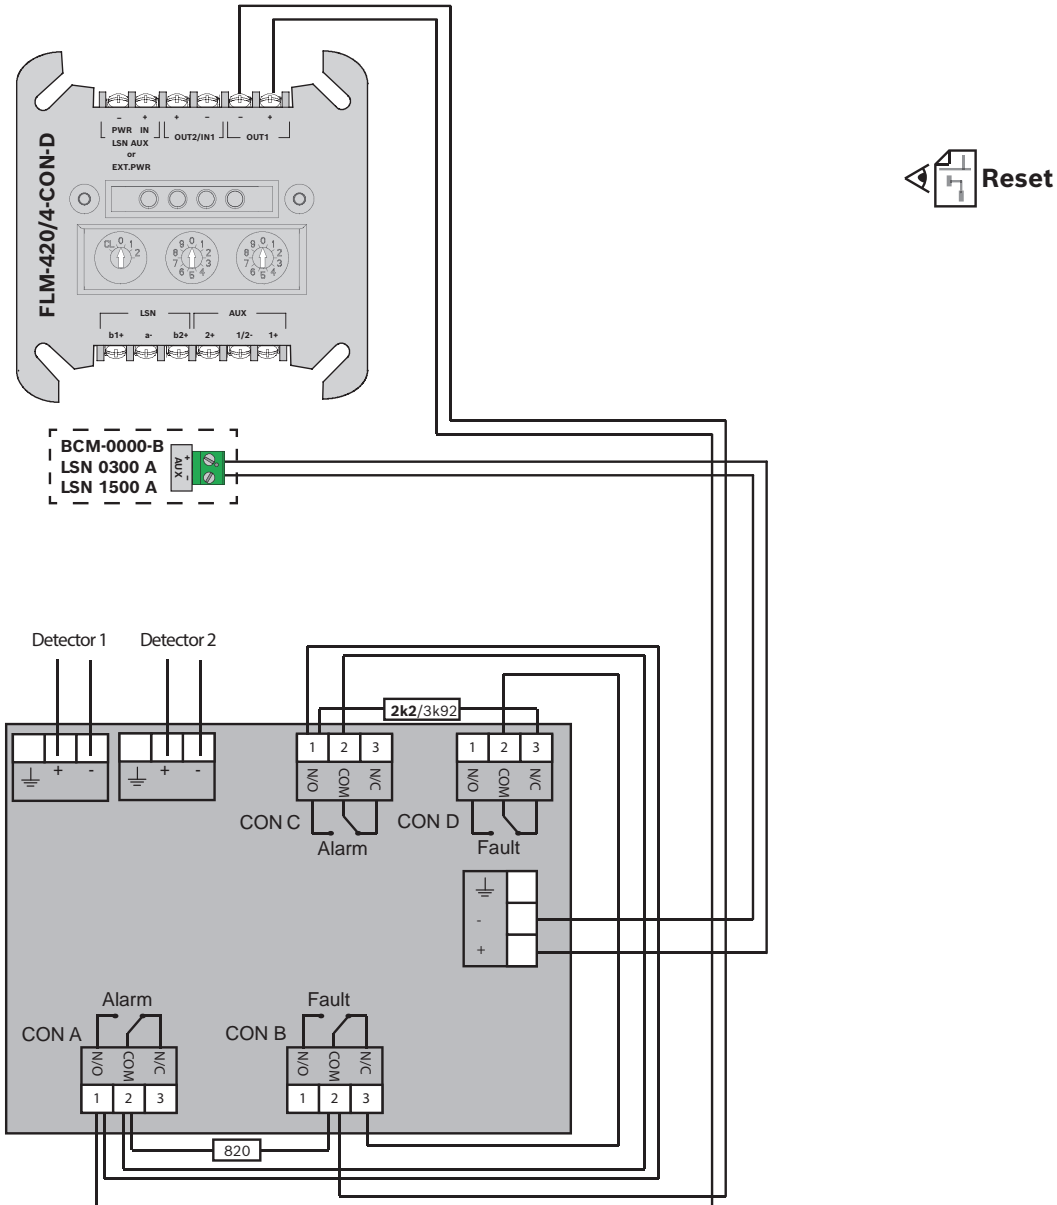 - + + - - +
PWR IN OUT2/IN1 OUT1
LSN AUX
or
EXT.PWR
FLM-420/4-CON-D
CL 0 1 2
9 0 1 2 3 4 5 6 7 8
9 0 1 2 3 4 5 6 7 8
LSN AUX
b1+ a- b2+ 2+ 1/2- 1+
Reset
BCM-0000-B
LSN 0300 A
LSN 1500 A
AUX + -
Detector 1 Detector 2
2k2/3k92
+ - + -
1 2 3
N/O COM N/C
CON C
Alarm
1 2 3
N/O COM N/C
CON D
Fault
-
+
Alarm
CON A
N/O COM N/C
1 2 3
Fault
CON B
N/O COM N/C
1 2 3
820